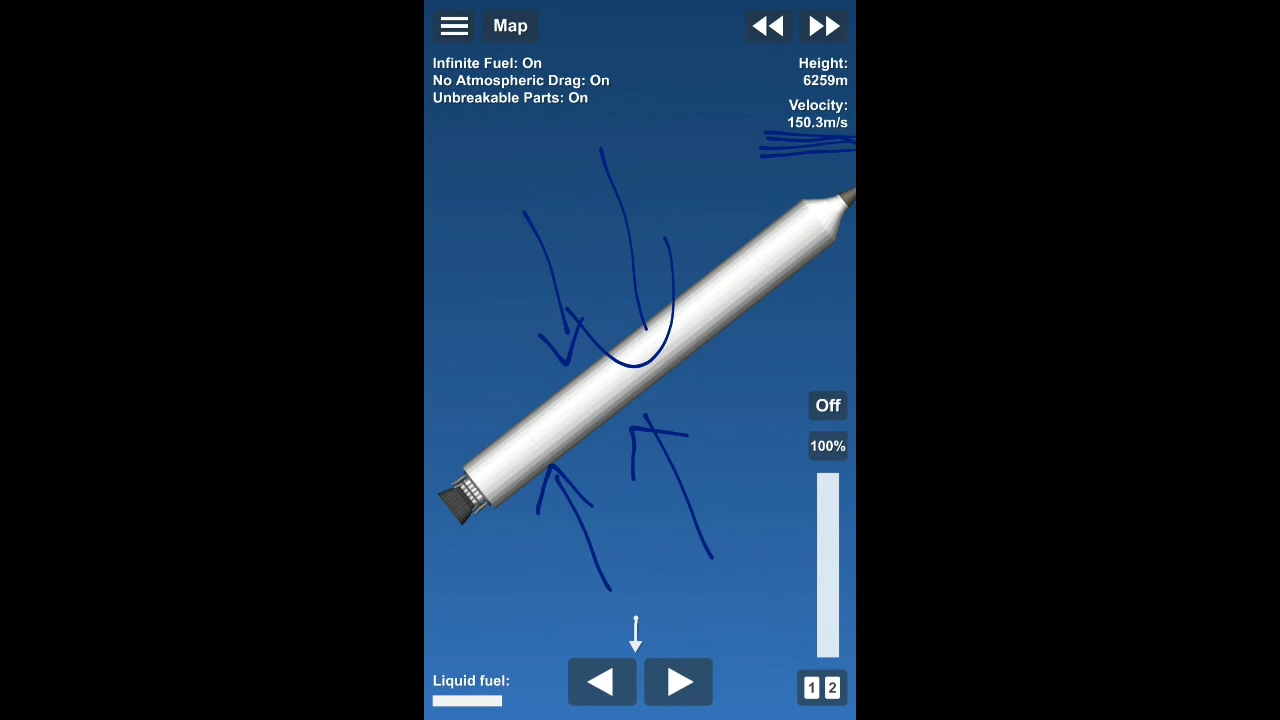 Map
Infinite Fuel: On
No Atmospheric Drag: On
Unbreakable Parts: On
Height:
6259m
Velocity:
150.3m/s
Off
100%
Liquid fuel:
1 2